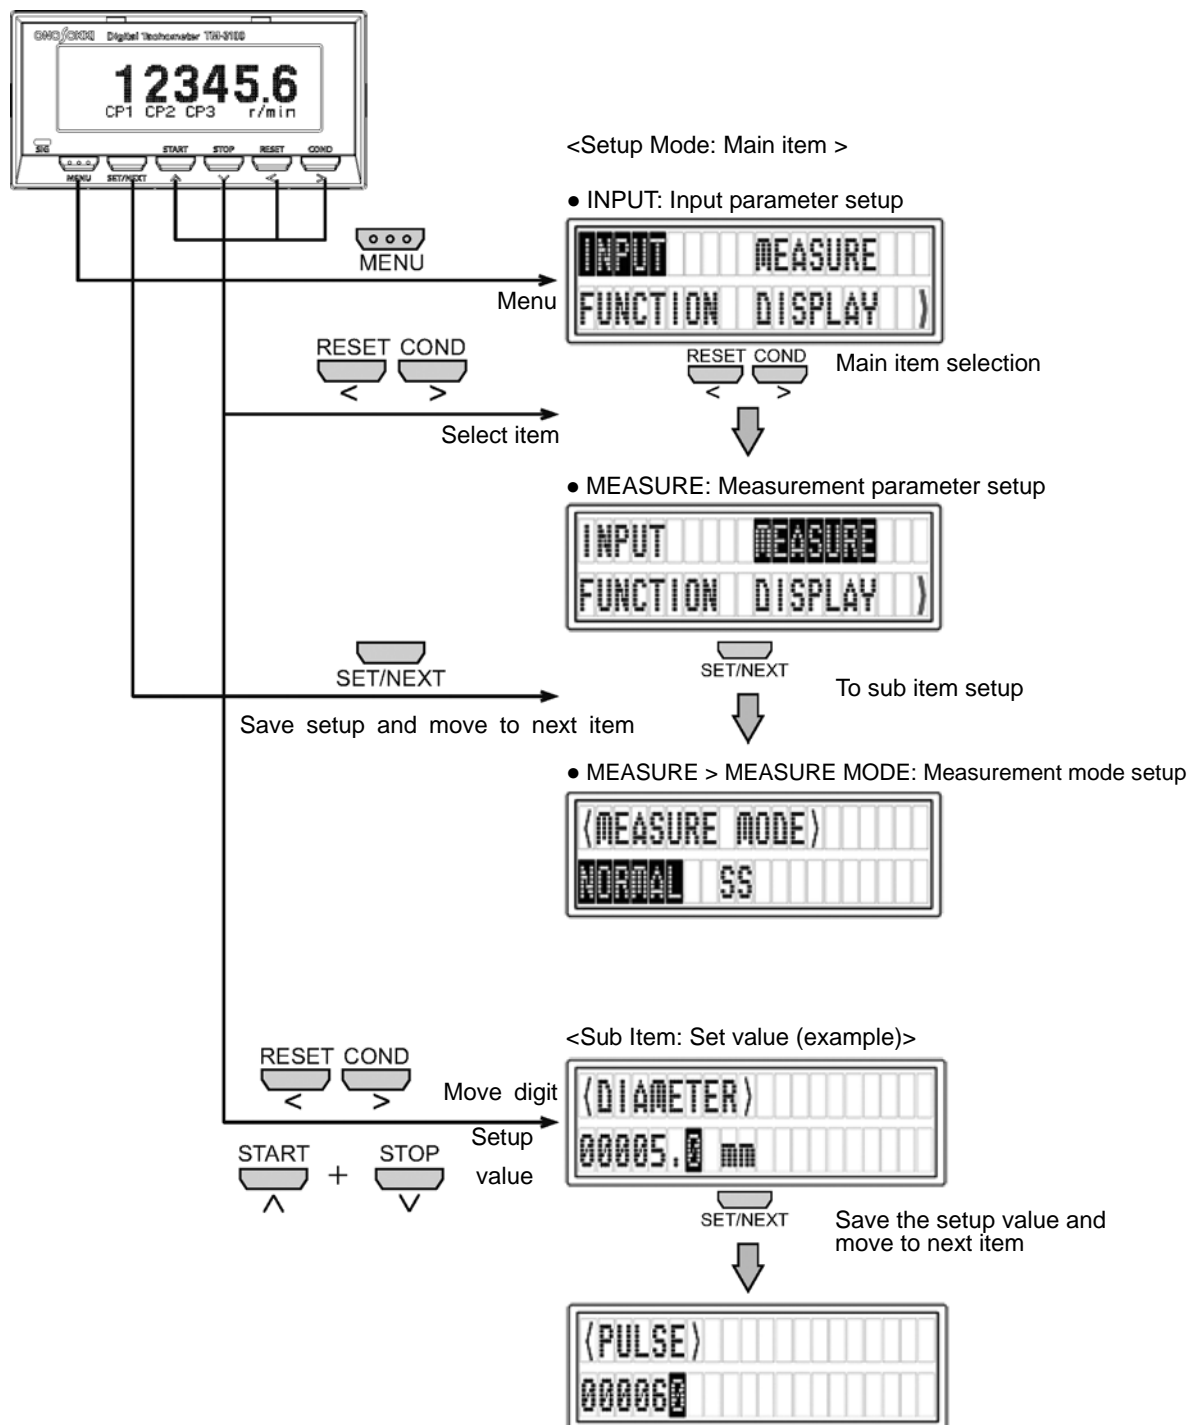 ONO SOKKI Digital Tachometer TM-3100
12345.6
CP1 CP2 CP3 r/min
SIG START STOP RESET COND
MENU SET/NEXT < >
<Setup Mode: Main item >
● INPUT: Input parameter setup
INPUT MEASURE
FUNCTION DISPLAY )
MENU
Menu
RESET COND
< >
Main item selection
RESET COND
< >
Select item
● MEASURE: Measurement parameter setup
INPUT MEASURE
FUNCTION DISPLAY )
SET/NEXT
To sub item setup
SET/NEXT
Save setup and move to next item
● MEASURE > MEASURE MODE: Measurement mode setup
(MEASURE MODE)
NORMAL SS
<Sub Item: Set value (example)>
RESET COND
< >
Move digit
(DIAMETER)
00005.0 mm
START + STOP
Setup
value
SET/NEXT
Save the setup value and
move to next item
(PULSE)
000060